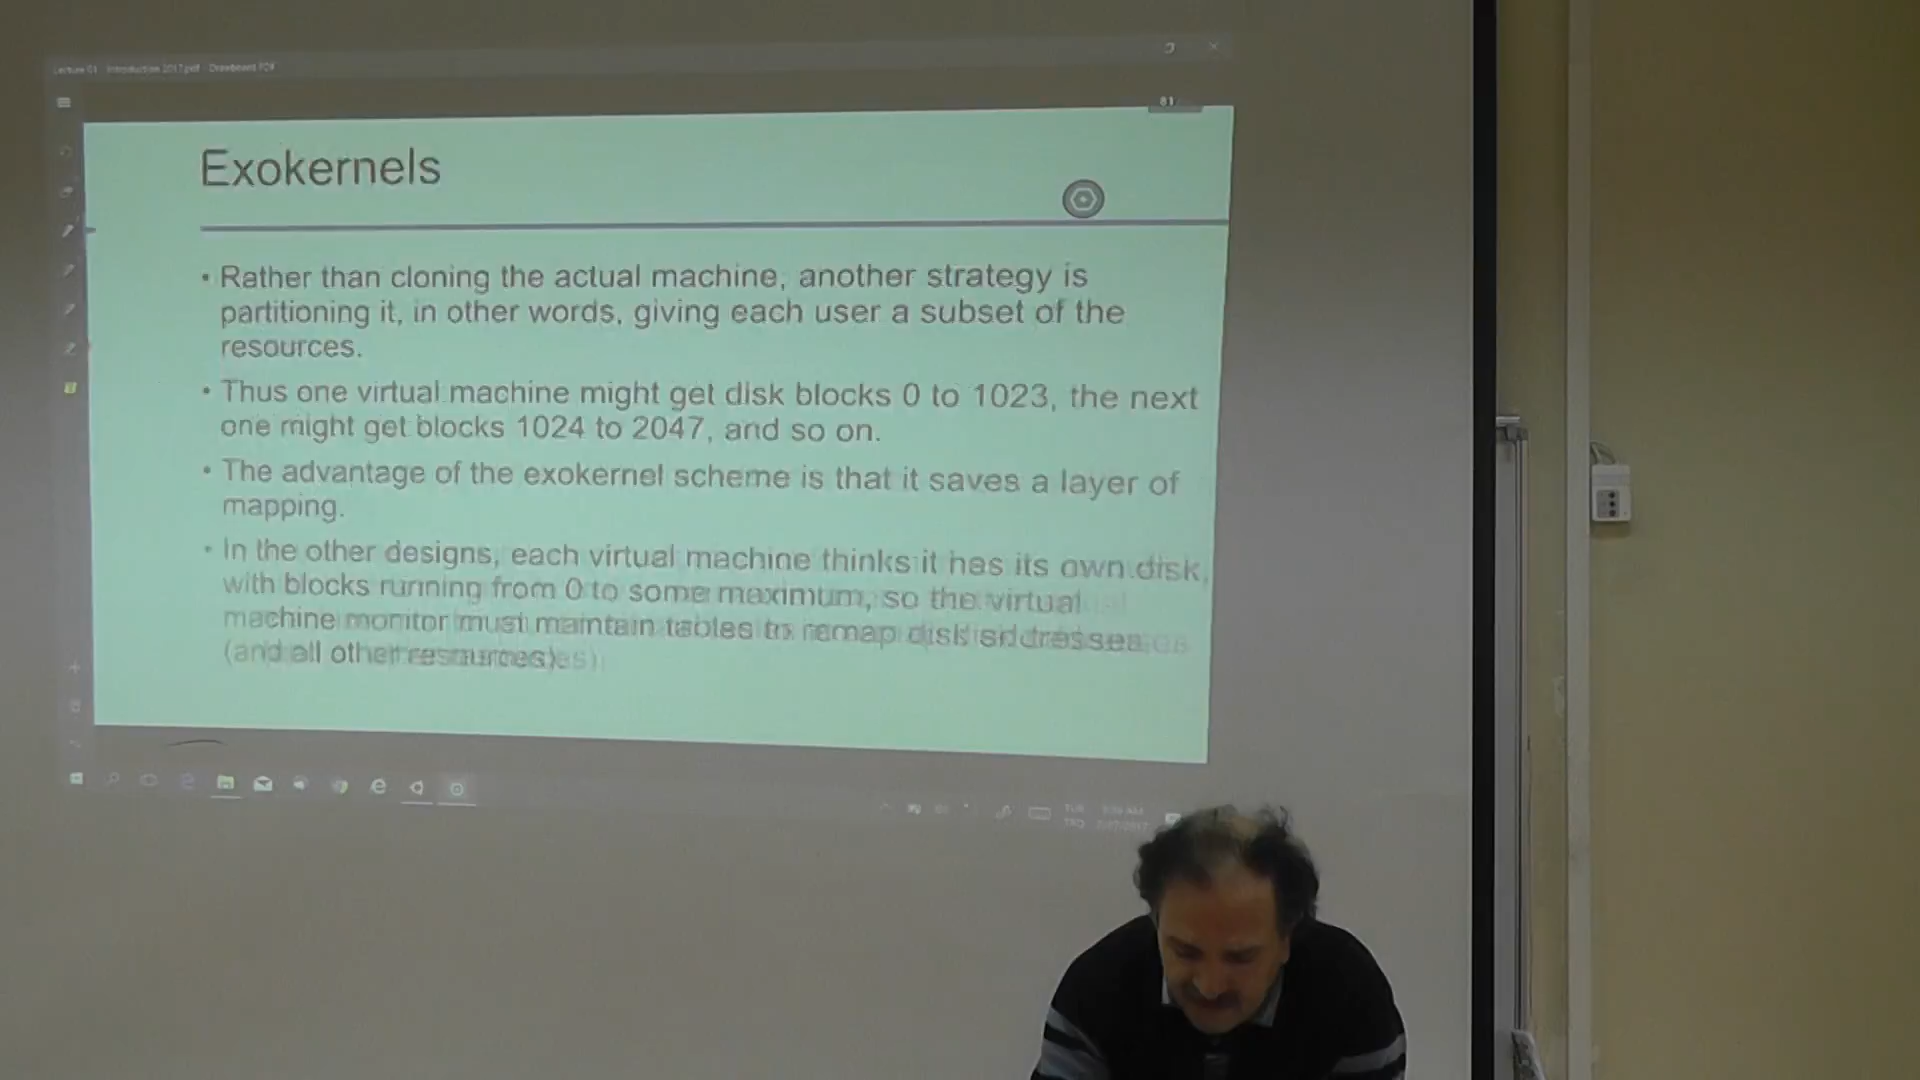 Lecture 01 - Introduction 2017.pdf - Drawboard PDF
81
Exokernels
• Rather than cloning the actual machine, another strategy is
partitioning it, in other words, giving each user a subset of the
resources.
• Thus one virtual machine might get disk blocks 0 to 1023, the next
one might get blocks 1024 to 2047, and so on.
• The advantage of the exokernel scheme is that it saves a layer of
mapping.
• In the other designs, each virtual machine thinks it has its own disk,
with blocks running from 0 to some maximum, so the virtual
machine monitor must maintain tables to remap disk addresses
(and all other resources).